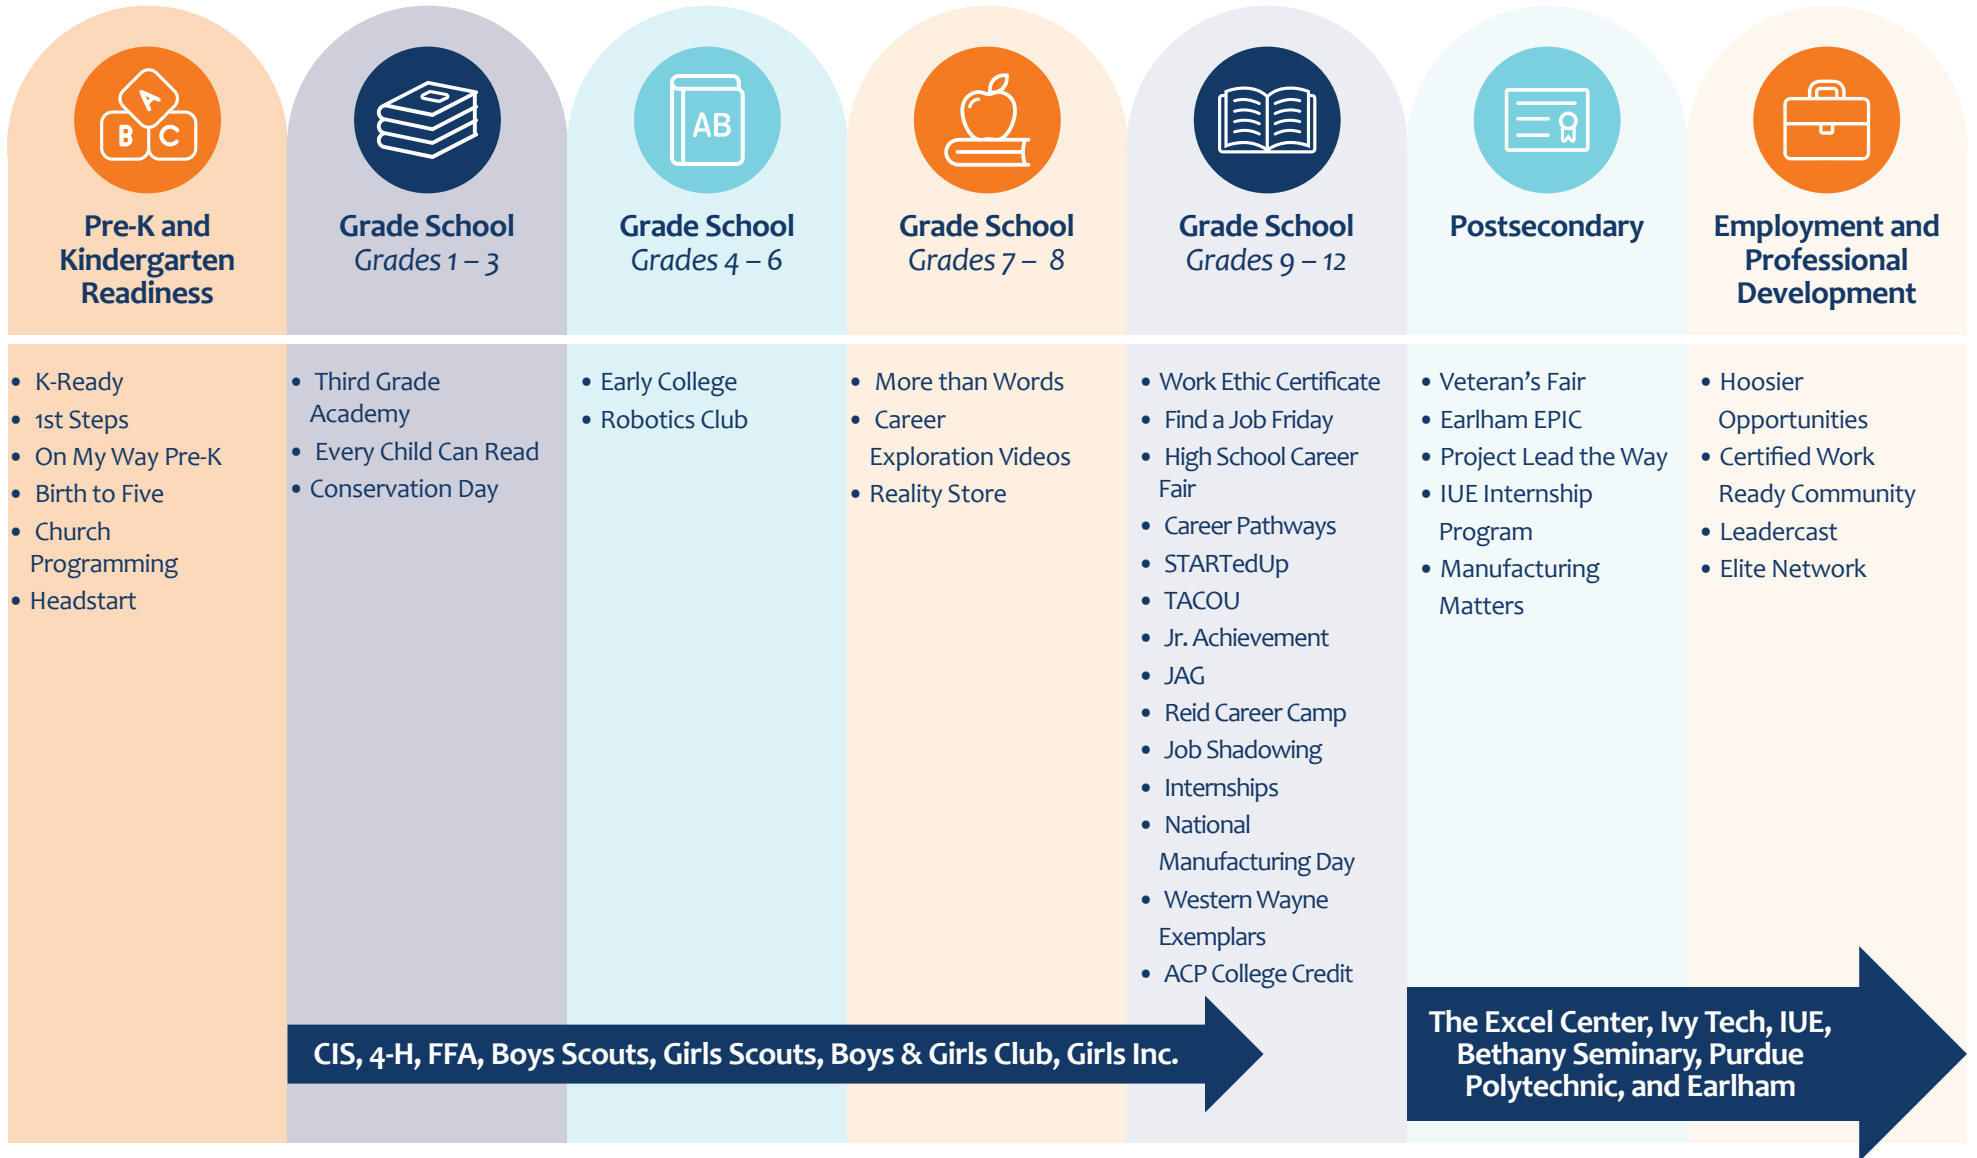 A
B C
Pre-K and
Kindergarten
Readiness
• K-Ready
• 1st Steps
• On My Way Pre-K
• Birth to Five
• Church
Programming
• Headstart
Grade School
Grades 1 – 3
• Third Grade
Academy
• Every Child Can Read
• Conservation Day
AB
Grade School
Grades 4 – 6
• Early College
• Robotics Club
Grade School
Grades 7 – 8
• More than Words
• Career
Exploration Videos
• Reality Store
Grade School
Grades 9 – 12
• Work Ethic Certificate
• Find a Job Friday
• High School Career
Fair
• Career Pathways
• STARTedUp
• TACOU
• Jr. Achievement
• JAG
• Reid Career Camp
• Job Shadowing
• Internships
• National
Manufacturing Day
• Western Wayne
Exemplars
• ACP College Credit
Postsecondary
• Veteran’s Fair
• Earlham EPIC
• Project Lead the Way
• IUE Internship
Program
• Manufacturing
Matters
Employment and
Professional
Development
• Hoosier
Opportunities
• Certified Work
Ready Community
• Leadercast
• Elite Network
CIS, 4-H, FFA, Boys Scouts, Girls Scouts, Boys & Girls Club, Girls Inc.
The Excel Center, Ivy Tech, IUE,
Bethany Seminary, Purdue
Polytechnic, and Earlham